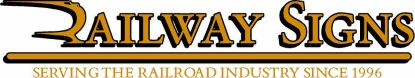 RAILWAY SIGNS
SERVING THE RAILROAD INDUSTRY SINCE 1996